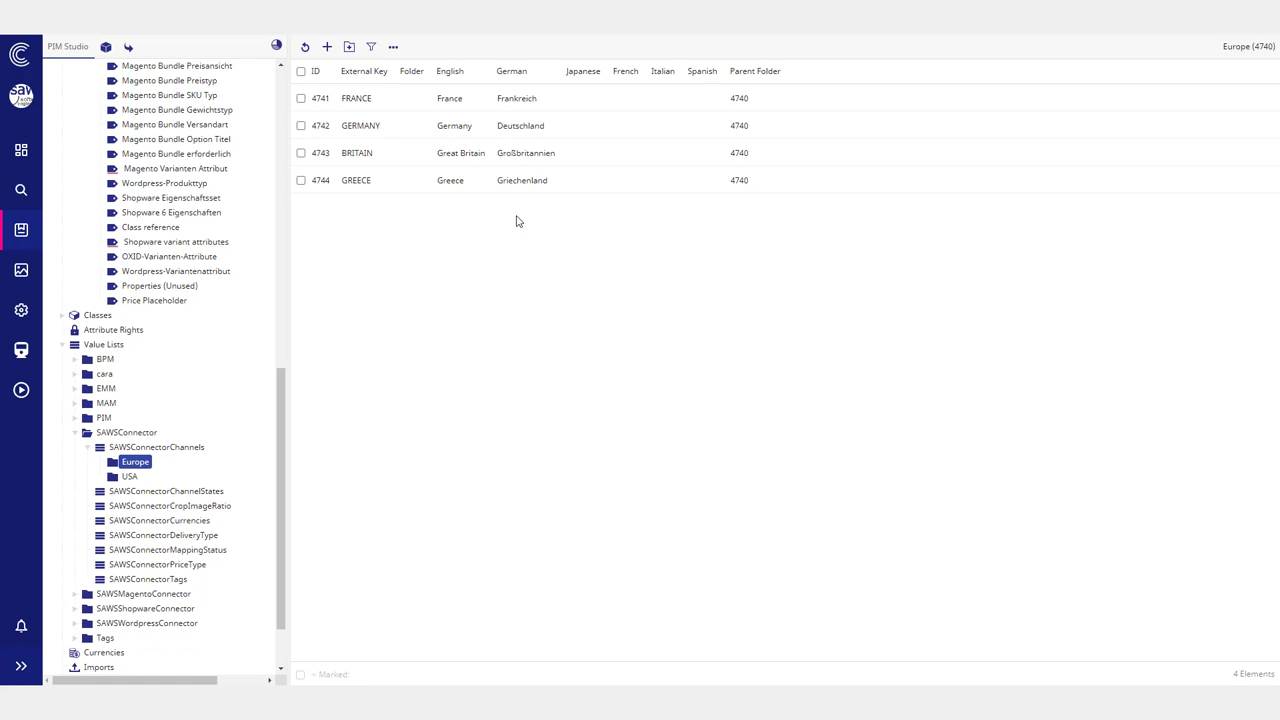 PIM Studio
Europe (4740)
ID External Key Folder English German Japanese French Italian Spanish Parent Folder
4741 FRANCE France Frankreich 4740
4742 GERMANY Germany Deutschland 4740
4743 BRITAIN Great Britain Großbritannien 4740
4744 GREECE Greece Griechenland 4740
Magento Bundle Preisansicht
Magento Bundle Preistyp
Magento Bundle SKU Typ
Magento Bundle Gewichtstyp
Magento Bundle Versandart
Magento Bundle Option Titel
Magento Bundle erforderlich
Magento Varianten Attribut
Wordpress-Produkttyp
Shopware Eigenschaftsset
Shopware 6 Eigenschaften
Class reference
Shopware variant attributes
OXID-Varianten-Attribute
Wordpress-Variantenattribut
Properties (Unused)
Price Placeholder
Classes
Attribute Rights
Value Lists
BPM
cara
EMM
MAM
PIM
SAWSConnector
SAWSConnectorChannels
Europe
USA
SAWSConnectorChannelStates
SAWSConnectorCropImageRatio
SAWSConnectorCurrencies
SAWSConnectorDeliveryType
SAWSConnectorMappingStatus
SAWSConnectorPriceType
SAWSConnectorTags
SAWSMagentoConnector
SAWSShopwareConnector
SAWSWordpressConnector
Tags
Currencies
Imports
Marked:
4 Elements